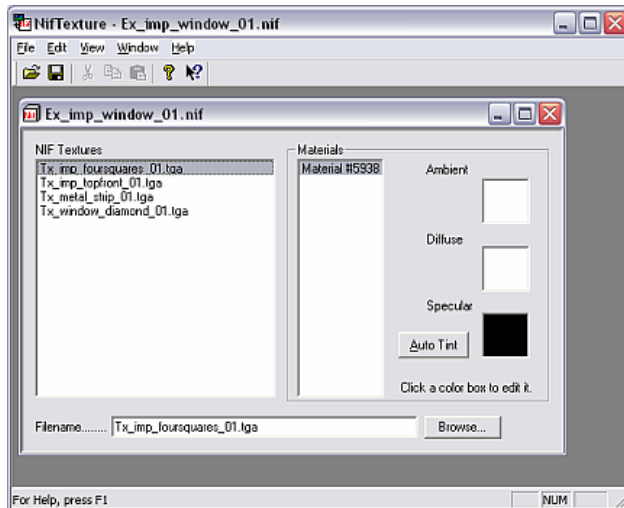 NifTexture - Ex_imp_window_01.nif
File Edit View Window Help
Ex_imp_window_01.nif
NIF Textures
Tx_imp_foursquares_01.tga
Tx_imp_topfront_01.tga
Tx_metal_strip_01.tga
Tx_window_diamond_01.tga
Materials
Material #5938
Ambient
Diffuse
Specular
Auto Tint
Click a color box to edit it.
Filename........ Tx_imp_foursquares_01.tga Browse...
For Help, press F1 NUM